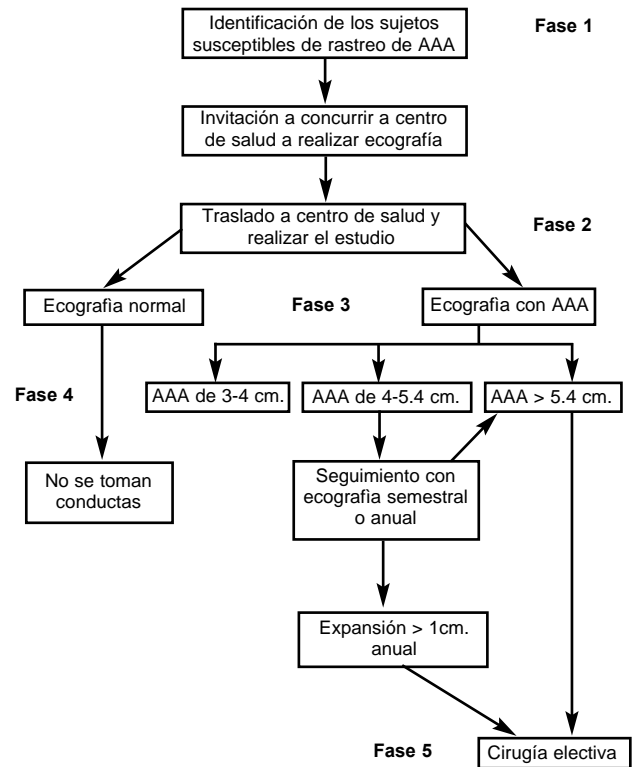 Identificación de los sujetos
susceptibles de rastreo de AAA
Fase 1
Invitación a concurrir a centro
de salud a realizar ecografía
Traslado a centro de salud y
realizar el estudio
Fase 2
Ecografìa normal
Fase 3
Ecografìa con AAA
Fase 4
AAA de 3-4 cm.
AAA de 4-5.4 cm.
AAA > 5.4 cm.
No se toman
conductas
Seguimiento con
ecografìa semestral
o anual
Expansión > 1cm.
anual
Fase 5
Cirugía electiva